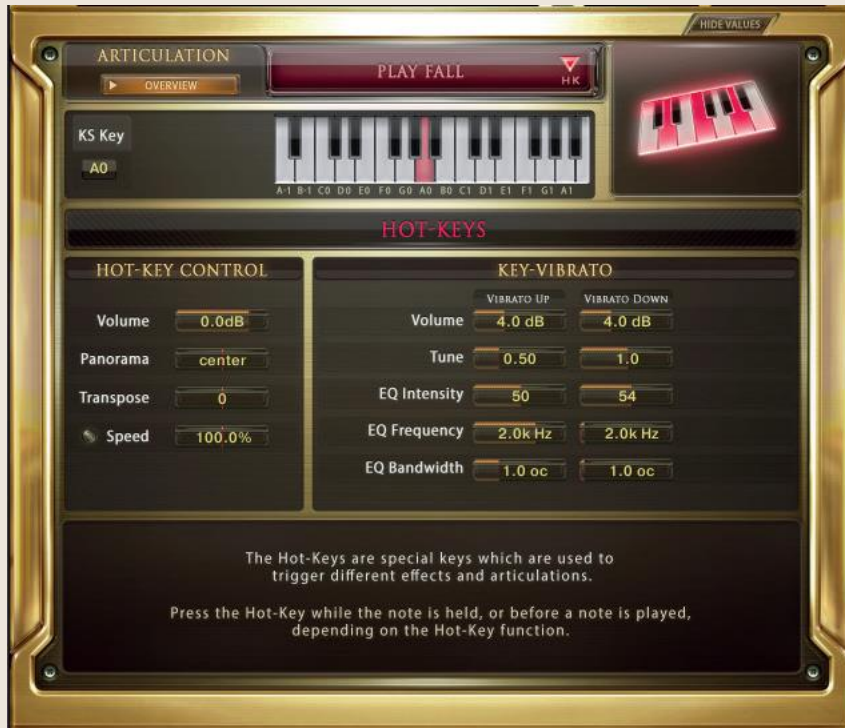 HIDE VALUES
ARTICULATION
OVERVIEW
PLAY FALL
HK
KS Key
A0
A-1 B-1 C0 D0 E0 F0 G0 A0 B0 C1 D1 E1 F1 G1 A1
HOT-KEYS
HOT-KEY CONTROL
Volume 0.0dB
Panorama center
Transpose 0
Speed 100.0%
KEY-VIBRATO
VIBRATO UP VIBRATO DOWN
Volume 4.0 dB 4.0 dB
Tune 0.50 1.0
EQ Intensity 50 54
EQ Frequency 2.0k Hz 2.0k Hz
EQ Bandwidth 1.0 oc 1.0 oc
The Hot-Keys are special keys which are used to
trigger different effects and articulations.
Press the Hot-Key while the note is held, or before a note is played,
depending on the Hot-Key function.